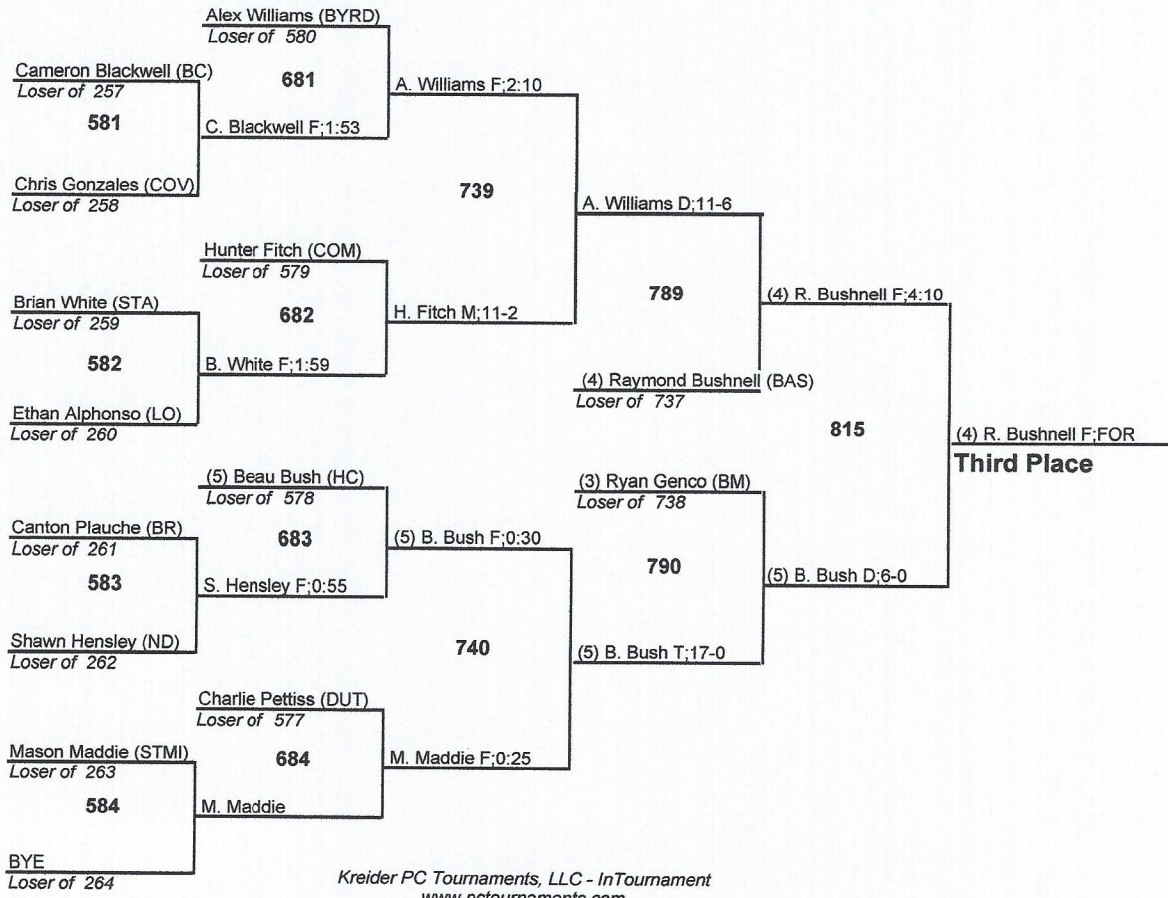 Alex Williams (BYRD)
Loser of 580
Cameron Blackwell (BC)
Loser of 257
681
A. Williams F;2:10
581
C. Blackwell F;1:53
Chris Gonzales (COV)
Loser of 258
739
A. Williams D;11-6
Hunter Fitch (COM)
Loser of 579
Brian White (STA)
Loser of 259
682
H. Fitch M;11-2
789
(4) R. Bushnell F;4:10
582
B. White F;1:59
(4) Raymond Bushnell (BAS)
Loser of 737
Ethan Alphonso (LO)
Loser of 260
815
(4) R. Bushnell F;FOR
Third Place
(5) Beau Bush (HC)
Loser of 578
(3) Ryan Genco (BM)
Loser of 738
Canton Plauche (BR)
Loser of 261
683
(5) B. Bush F;0:30
790
583
S. Hensley F;0:55
(5) B. Bush D;6-0
Shawn Hensley (ND)
Loser of 262
740
(5) B. Bush T;17-0
Charlie Pettiss (DUT)
Loser of 577
Mason Maddie (STMI)
Loser of 263
684
M. Maddie F;0:25
584
M. Maddie
BYE
Loser of 264
Kreider PC Tournaments, LLC - InTournament
www.pctournaments.com